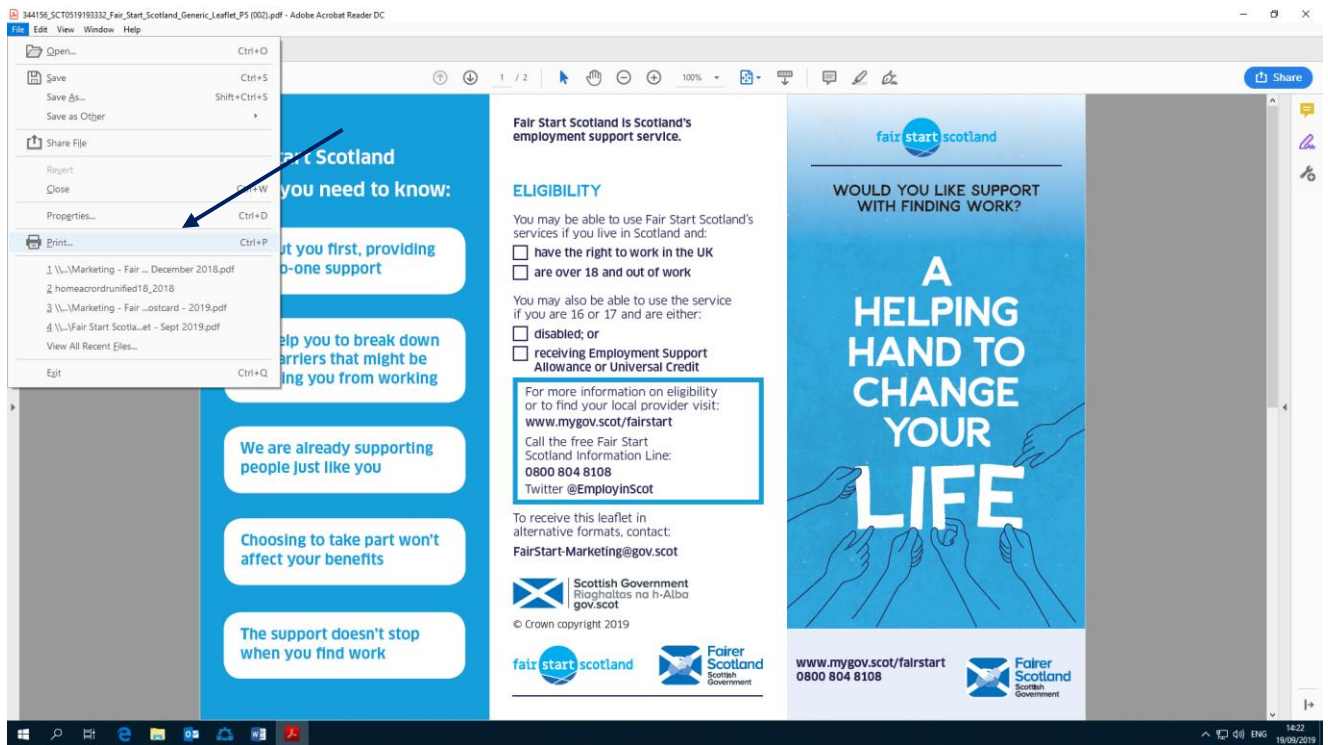 344156_SCT0519193332_Fair_Start_Scotland_Generic_Leaflet_P5 (002).pdf - Adobe Acrobat Reader DC
File Edit View Window Help
Open... Ctrl+O
Save Ctrl+S
Save As... Shift+Ctrl+S
Save as Other
Share File
Revert
Close Ctrl+W
Properties... Ctrl+D
Print... Ctrl+P
1 \\...\Marketing - Fair ... December 2018.pdf
2 homeacrordrunified18_2018
3 \\...\Marketing - Fair ...ostcard - 2019.pdf
4 \\...\Fair Start Scotla...et - Sept 2019.pdf
View All Recent Files...
Exit Ctrl+Q
1 / 2
100%
Share
Scotland
you need to know:
you first, providing
support
you to break down
that might be
you from working
We are already supporting
people just like you
Choosing to take part won't
affect your benefits
The support doesn't stop
when you find work
Fair Start Scotland is Scotland's
employment support service.
ELIGIBILITY
You may be able to use Fair Start Scotland's
services if you live in Scotland and:
have the right to work in the UK
are over 18 and out of work
You may also be able to use the service
if you are 16 or 17 and are either:
disabled; or
receiving Employment Support
Allowance or Universal Credit
For more information on eligibility
or to find your local provider visit:
www.mygov.scot/fairstart
Call the free Fair Start
Scotland Information Line:
0800 804 8108
Twitter @EmployinScot
To receive this leaflet in
alternative formats, contact:
FairStart-Marketing@gov.scot
Scottish Government
Riaghaltas na h-Alba
gov.scot
© Crown copyright 2019
fair start scotland
Fairer
Scotland
Scottish
Government
fair start scotland
WOULD YOU LIKE SUPPORT
WITH FINDING WORK?
A
HELPING
HAND TO
CHANGE
YOUR
LIFE
www.mygov.scot/fairstart
0800 804 8108
Fairer
Scotland
Scottish
Government
ENG
14:22
19/09/2019